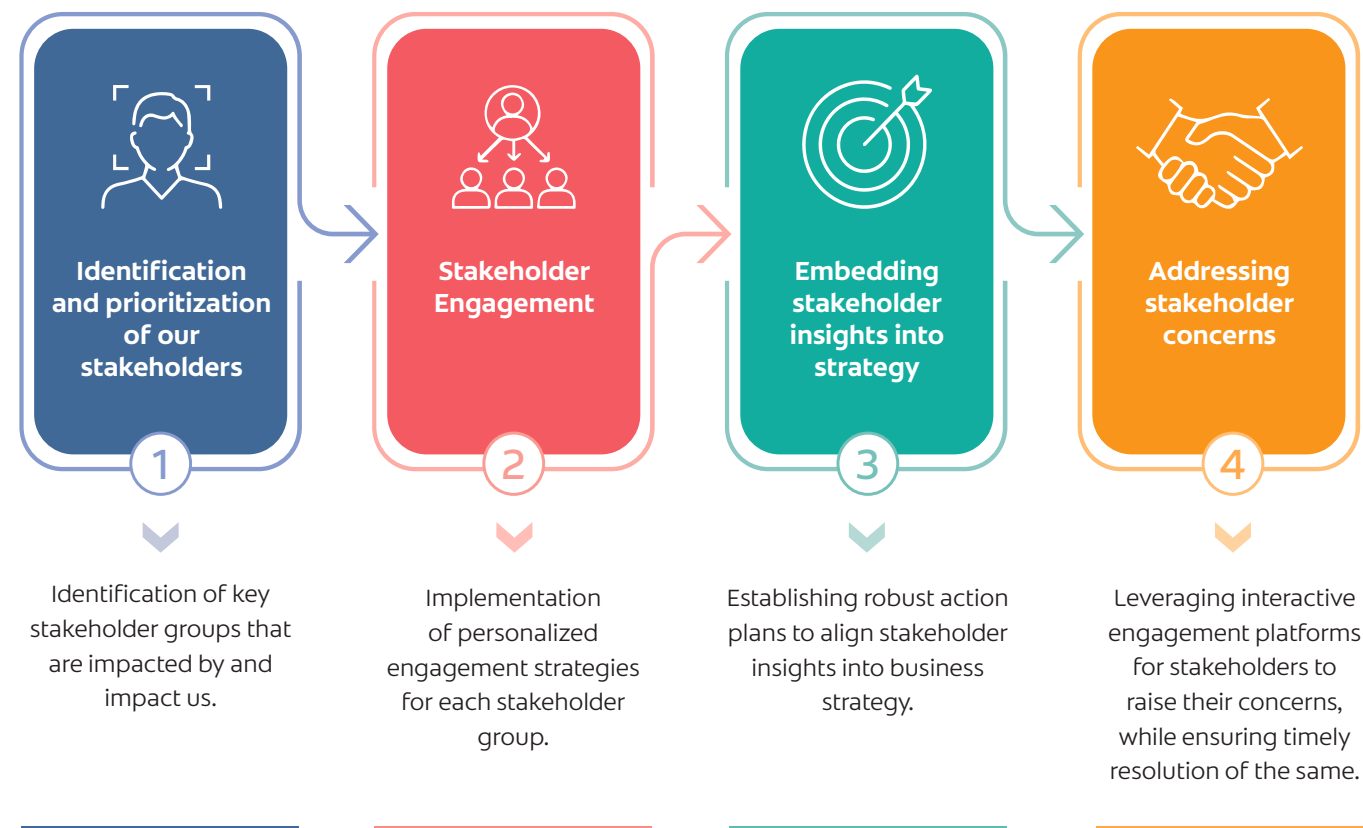 Identification
and prioritization
of our
stakeholders
1
Identification of key
stakeholder groups that
are impacted by and
impact us.
Stakeholder
Engagement
2
Implementation
of personalized
engagement strategies
for each stakeholder
group.
Embedding
stakeholder
insights into
strategy
3
Establishing robust action
plans to align stakeholder
insights into business
strategy.
Addressing
stakeholder
concerns
4
Leveraging interactive
engagement platforms
for stakeholders to
raise their concerns,
while ensuring timely
resolution of the same.